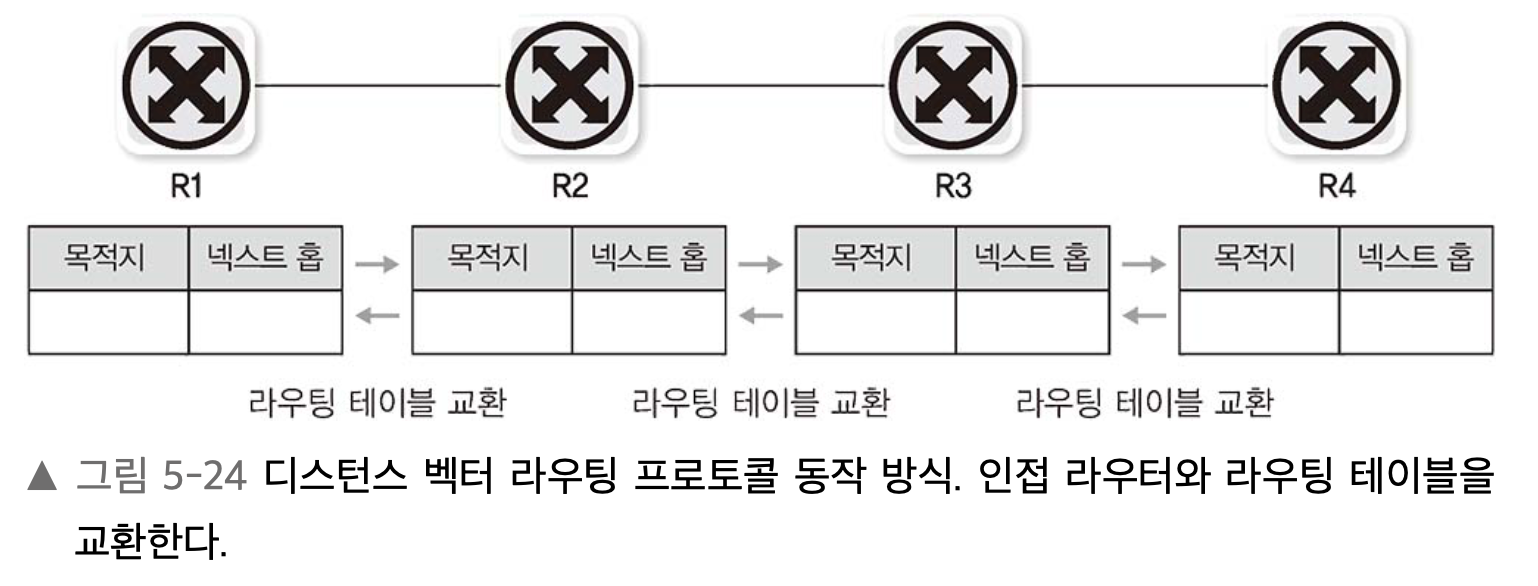 R1 R2 R3 R4
목적지 넥스트 홉 목적지 넥스트 홉 목적지 넥스트 홉 목적지 넥스트 홉
라우팅 테이블 교환 라우팅 테이블 교환 라우팅 테이블 교환
▲ 그림 5-24 디스턴스 벡터 라우팅 프로토콜 동작 방식. 인접 라우터와 라우팅 테이블을
교환한다.